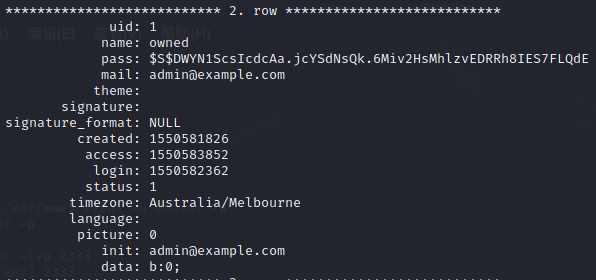 *************************** 2. row ***************************
uid: 1
name: owned
pass: $S$DWYN1ScsIcdcAa.jcYSdNsQk.6Miv2HsMhlzvEDRRh8IES7FLQdE
mail: admin@example.com
theme:
signature:
signature_format: NULL
created: 1550581826
access: 1550583852
login: 1550582362
status: 1
timezone: Australia/Melbourne
language:
picture: 0
init: admin@example.com
data: b:0;